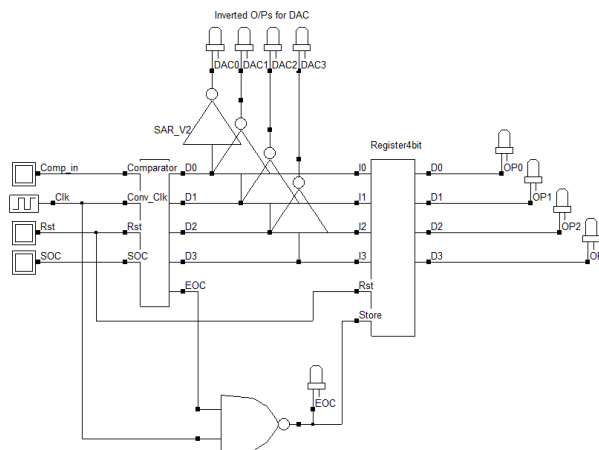 Inverted O/Ps for DAC
DAC0 DAC1 DAC2 DAC3
SAR_V2
Register4bit
Comp_in Comparator D0 I0 D0 OP0
Clk Conv_Clk D1 I1 D1 OP1
Rst Rst D2 I2 D2 OP2
SOC SOC D3 I3 D3
EOC Rst
Store
EOC